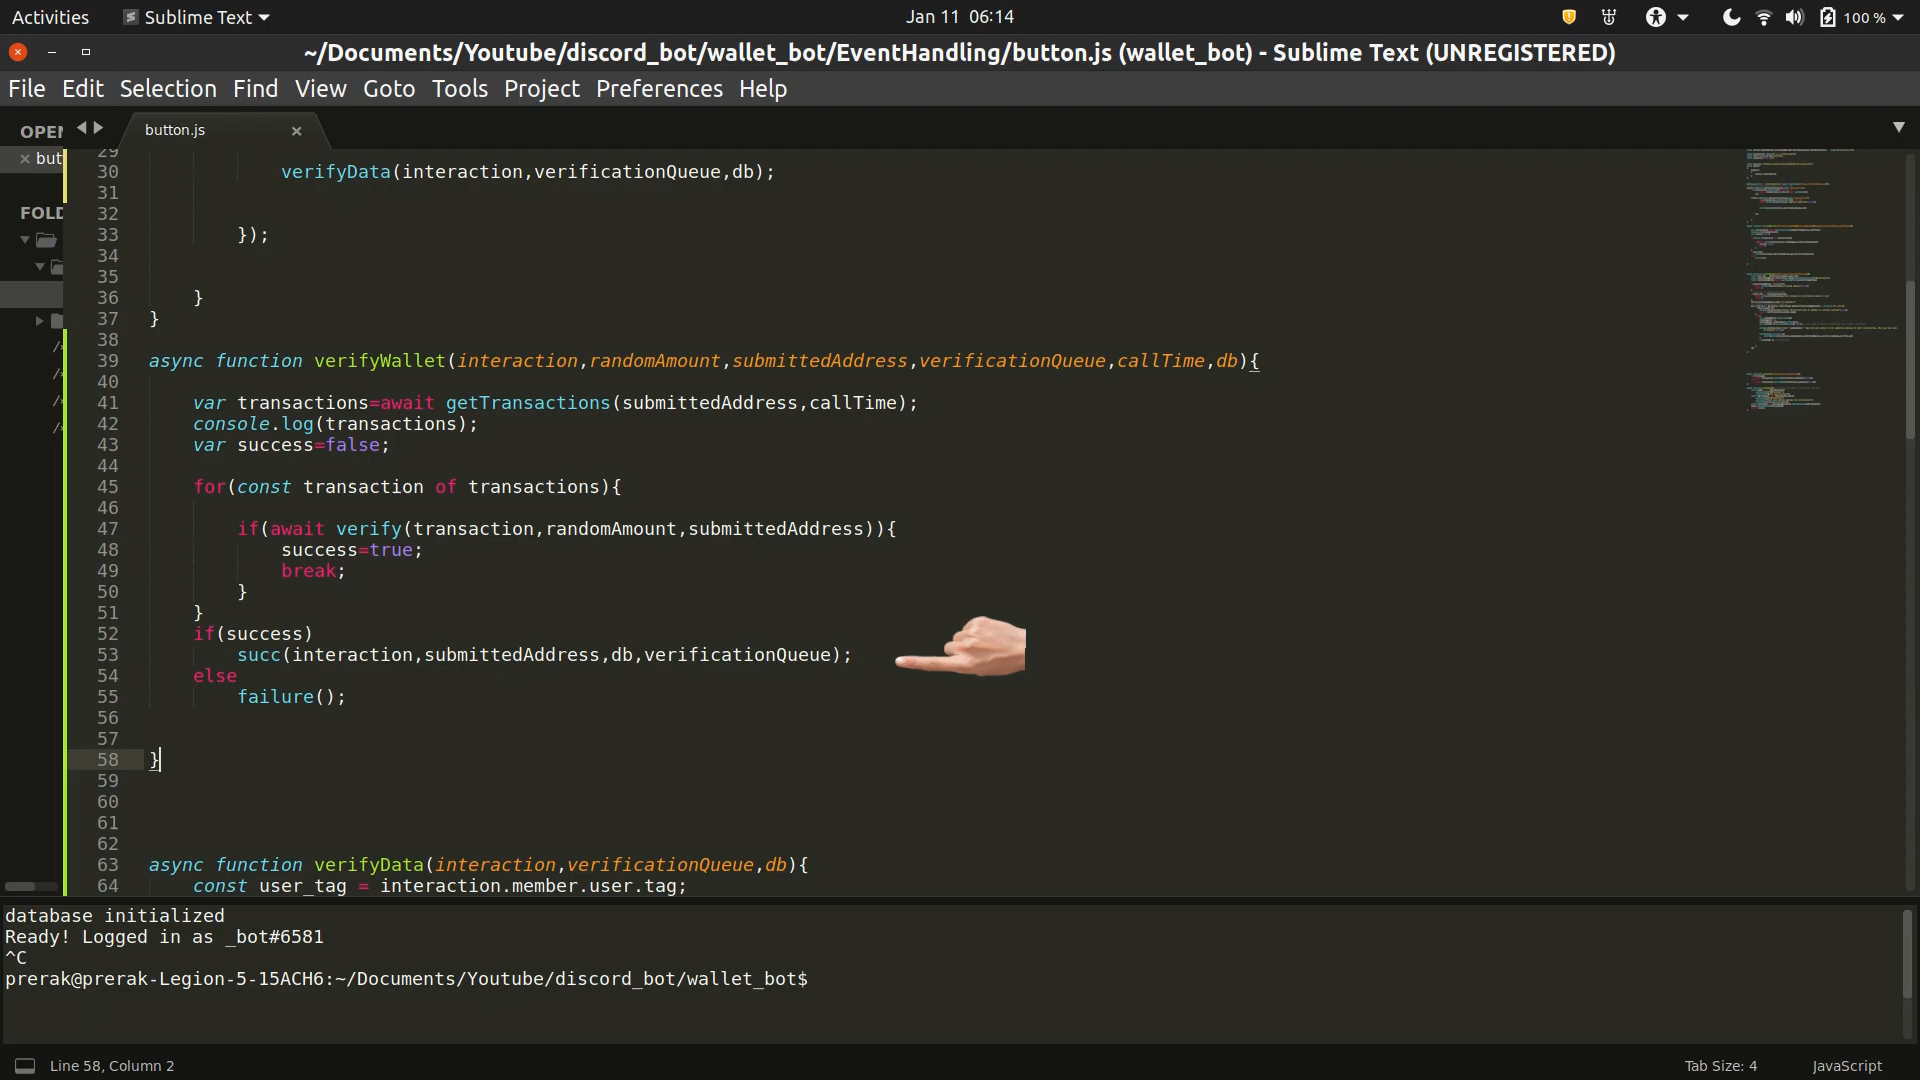 Activities Sublime Text Jan 11 06:14 100 %
~/Documents/Youtube/discord_bot/wallet_bot/EventHandling/button.js (wallet_bot) - Sublime Text (UNREGISTERED)
File Edit Selection Find View Goto Tools Project Preferences Help
OPEN button.js
but
FOLD
29
30 verifyData(interaction,verificationQueue,db);
31
32
33 });
34
35
36 }
37 }
38
39 async function verifyWallet(interaction,randomAmount,submittedAddress,verificationQueue,callTime,db){
40
41 var transactions=await getTransactions(submittedAddress,callTime);
42 console.log(transactions);
43 var success=false;
44
45 for(const transaction of transactions){
46
47 if(await verify(transaction,randomAmount,submittedAddress)){
48 success=true;
49 break;
50 }
51 }
52 if(success)
53 succ(interaction,submittedAddress,db,verificationQueue);
54 else
55 failure();
56
57
58 }
59
60
61
62
63 async function verifyData(interaction,verificationQueue,db){
64 const user_tag = interaction.member.user.tag;
database initialized
Ready! Logged in as _bot#6581
^C
prerak@prerak-Legion-5-15ACH6:~/Documents/Youtube/discord_bot/wallet_bot$
Line 58, Column 2 Tab Size: 4 JavaScript